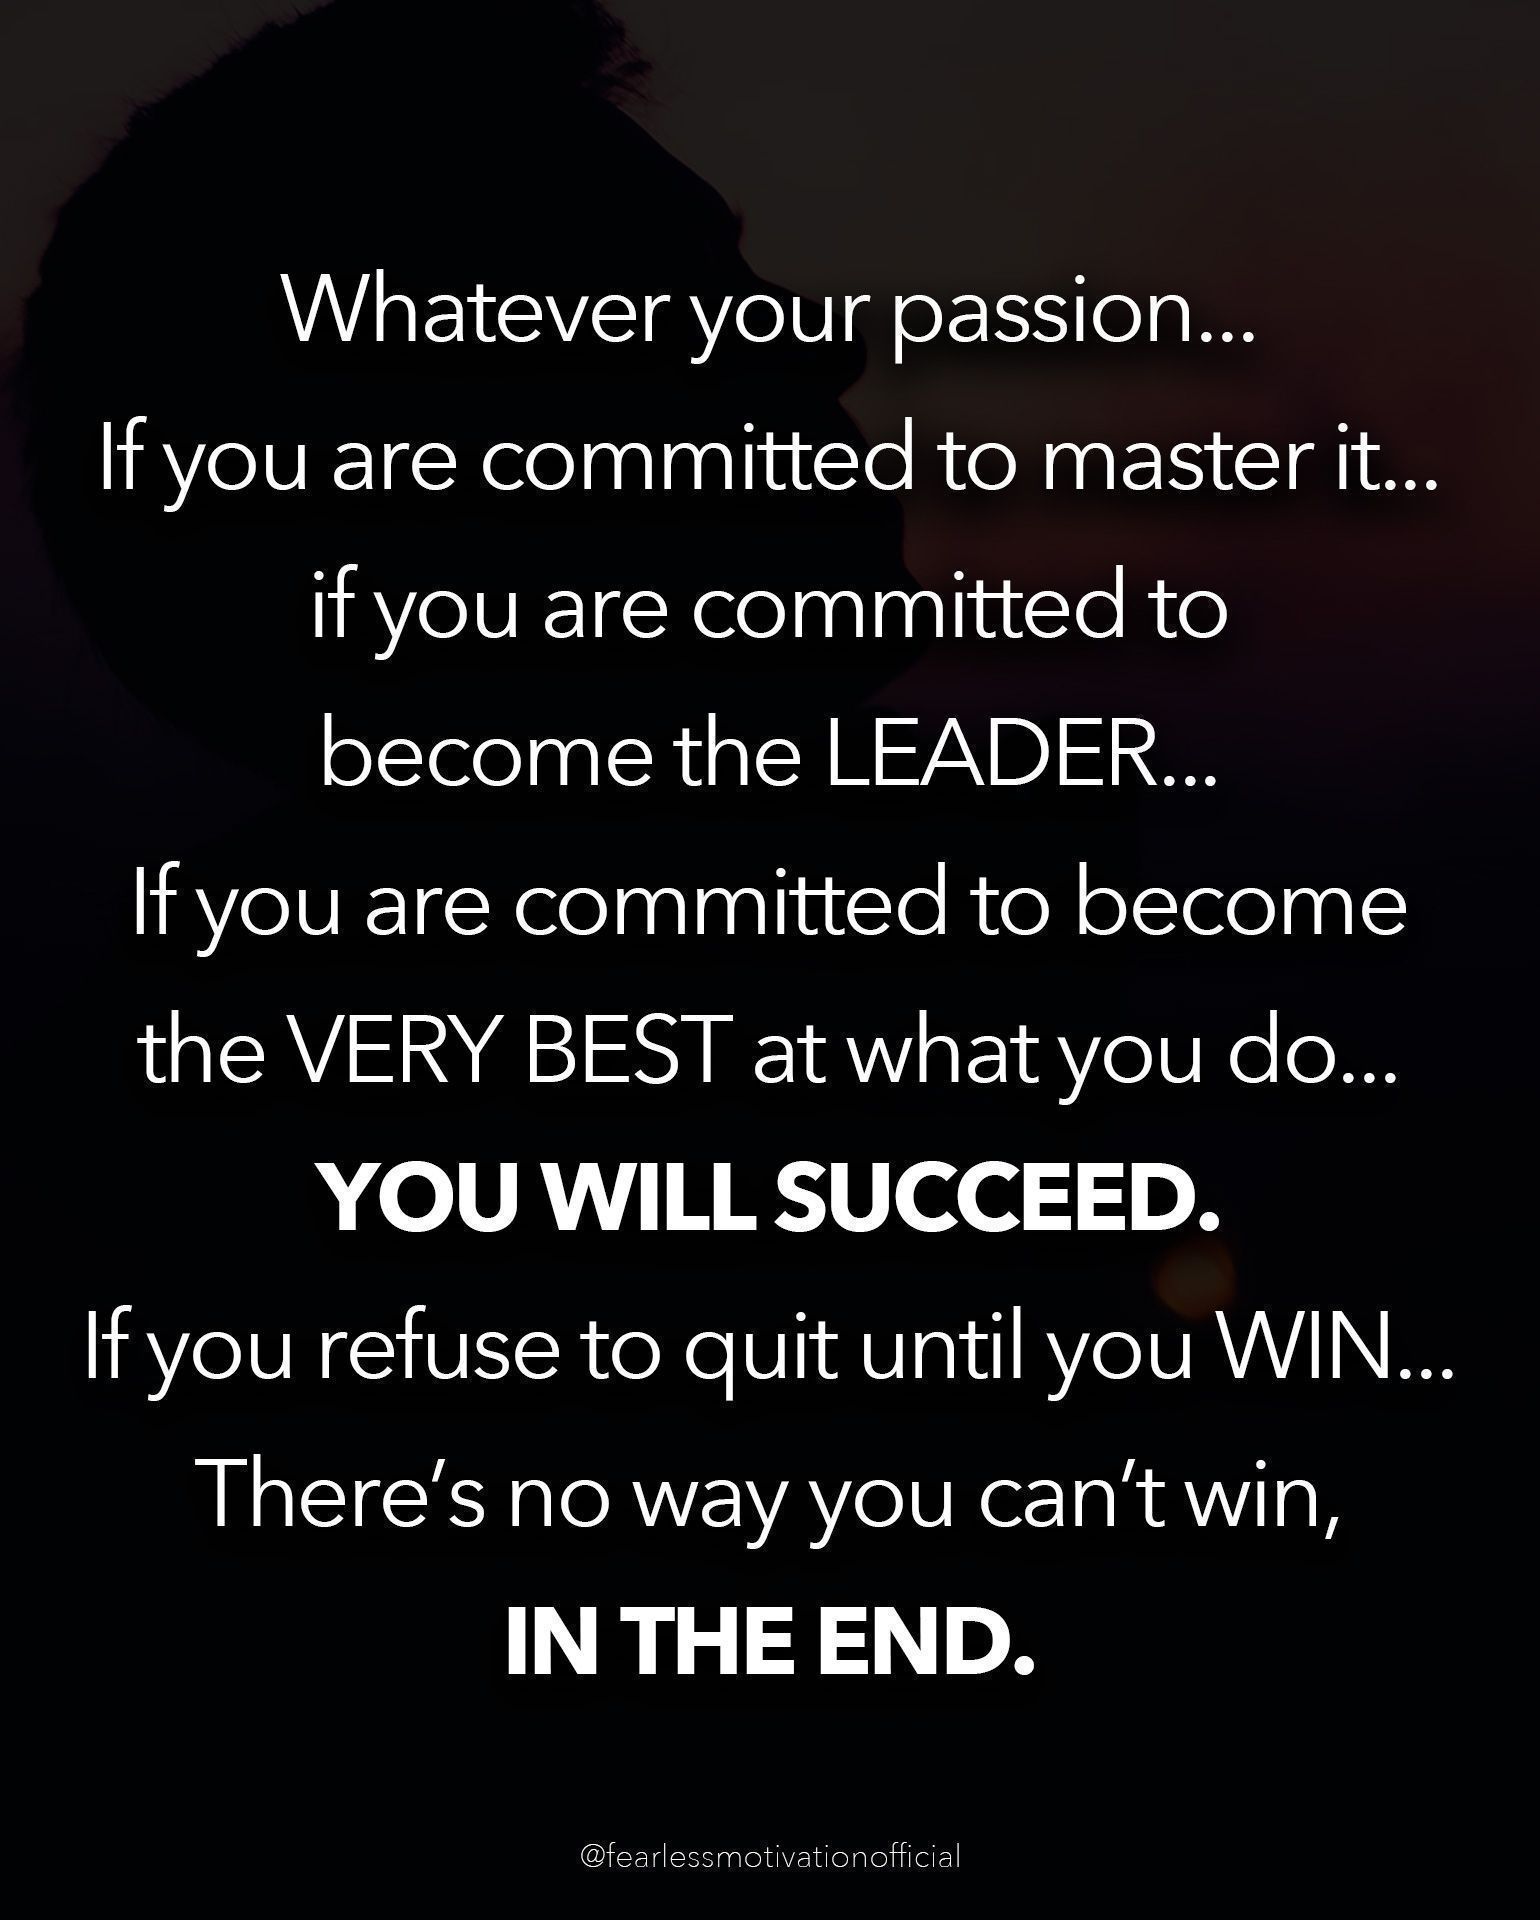 Whatever your passion...
If you are committed to master it...
if you are committed to
become the LEADER...
If you are committed to become
the VERY BEST at what you do...
YOU WILL SUCCEED.
If you refuse to quit until you WIN...
There’s no way you can’t win,
IN THE END.
@fearlessmotivationofficial